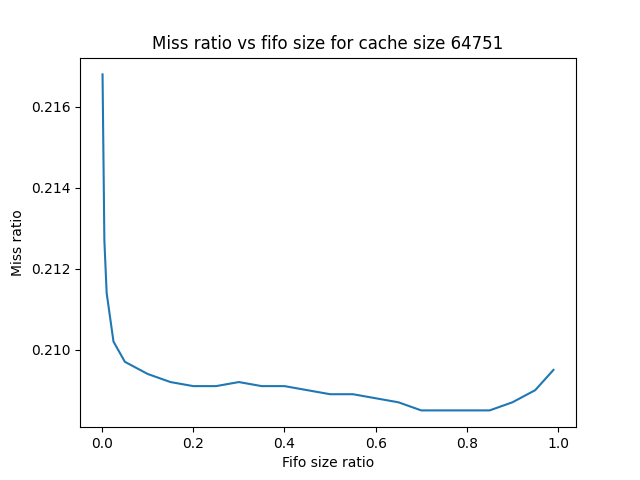 Miss ratio vs fifo size for cache size 64751
0.216
0.214
0.212
0.210
Miss ratio
0.0 0.2 0.4 0.6 0.8 1.0
Fifo size ratio